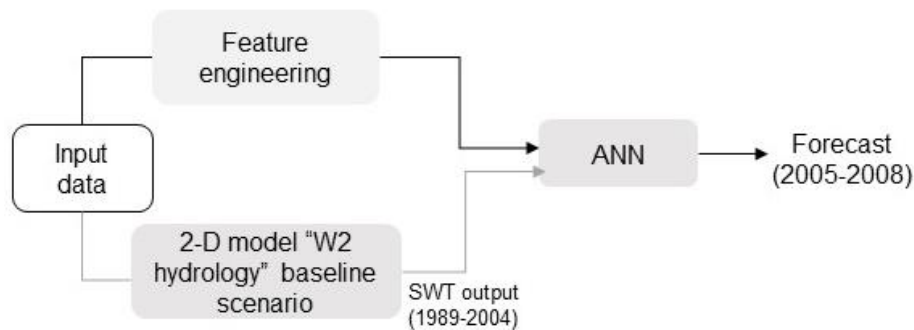 Feature
engineering
Input
data
ANN
Forecast
(2005-2008)
2-D model “W2
hydrology” baseline
scenario
SWT output
(1989-2004)